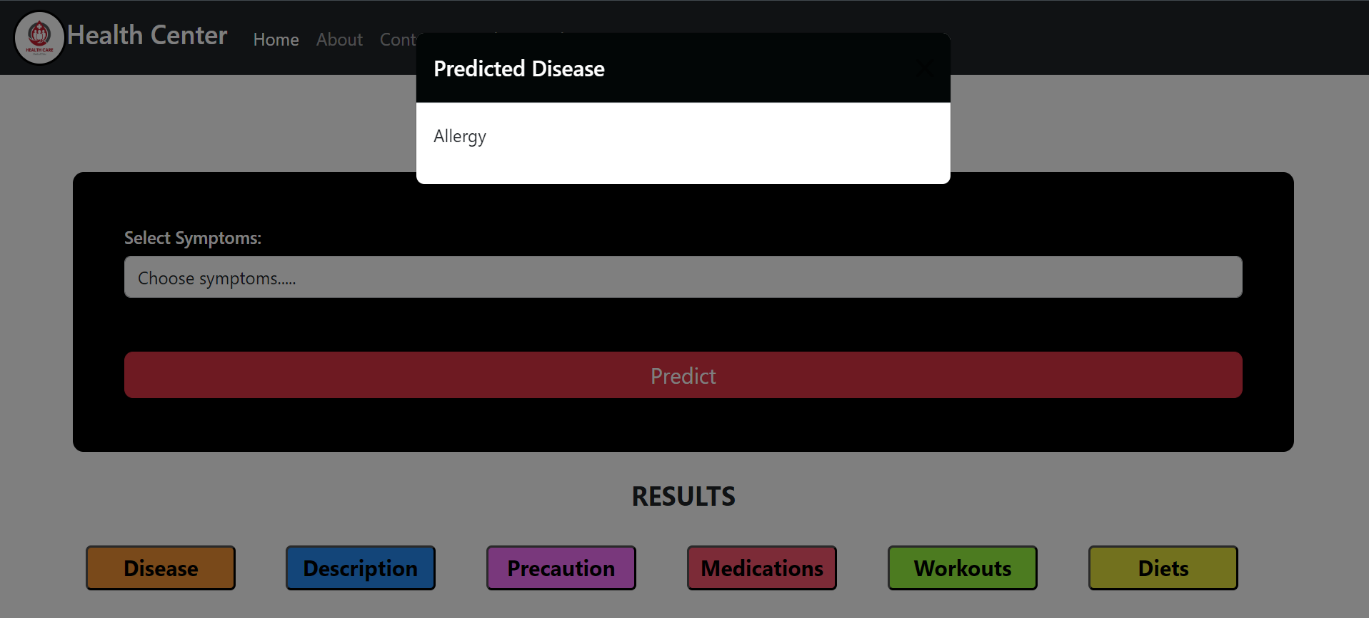 Health Center
Home About Cont
Predicted Disease
Allergy
Select Symptoms:
Choose symptoms.....
Predict
RESULTS
Disease Description Precaution Medications Workouts Diets